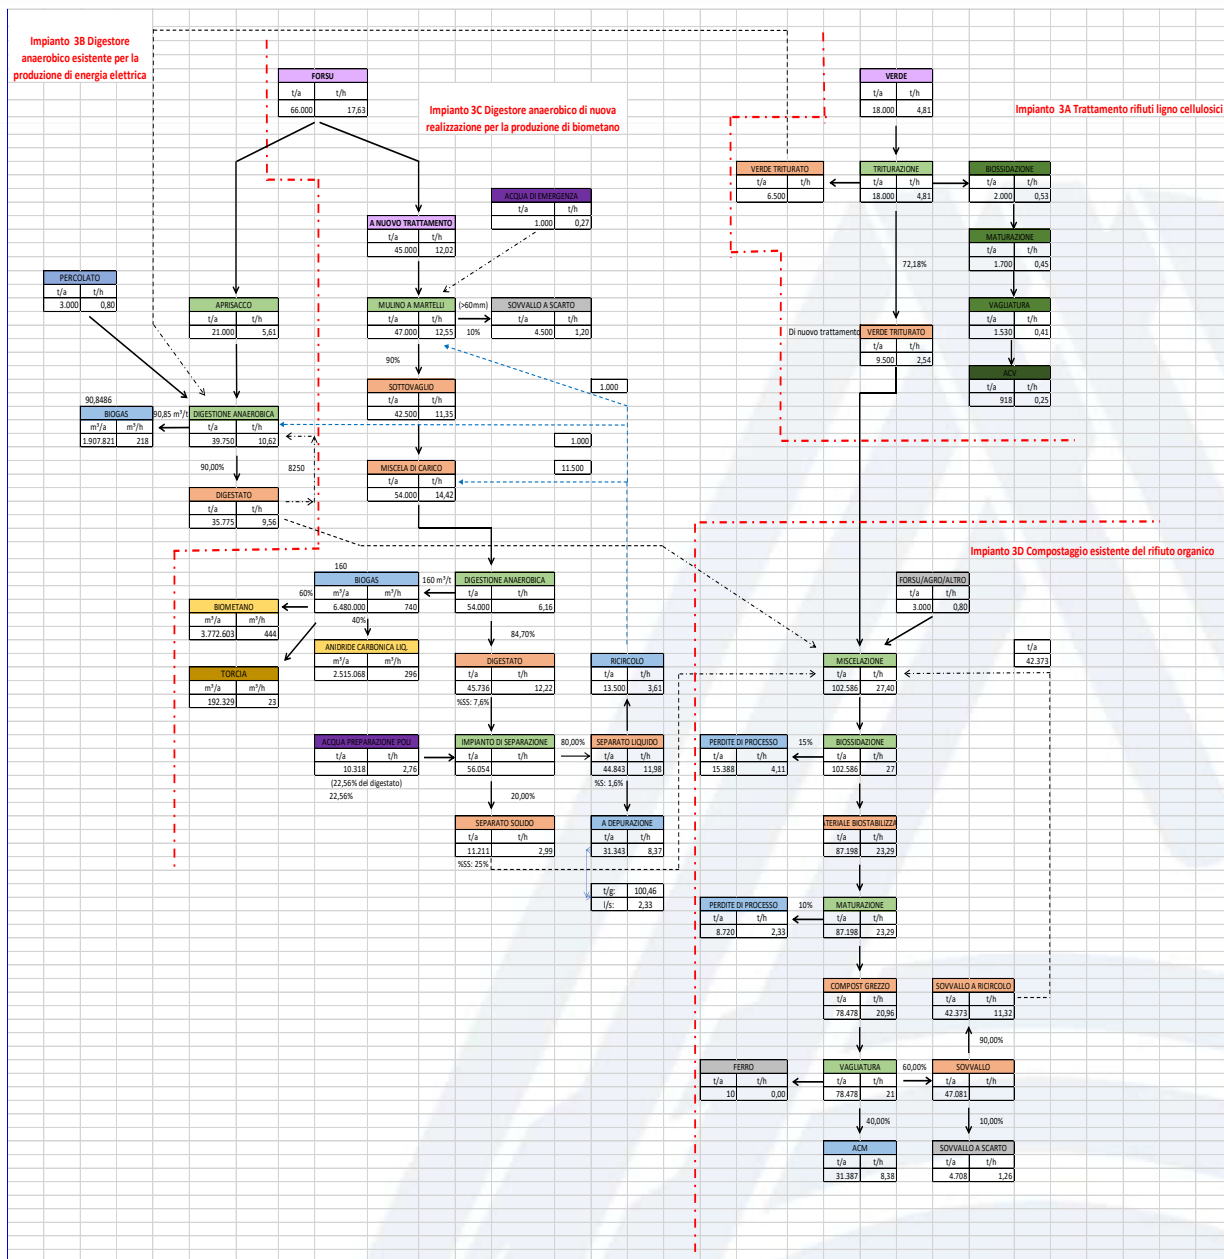 Impianto 3B Digestore
anaerobico esistente per la
produzione di energia elettrica
FORSU
t/a t/h
66.000 17,63
Impianto 3C Digestore anaerobico di nuova
realizzazione per la produzione di biometano
VERDE
t/a t/h
18.000 4,81
Impianto 3A Trattamento rifiuti ligno cellulosici
VERDE TRITURATO
t/a t/h
6.500
TRITURAZIONE
t/a t/h
18.000 4,81
BIOSSIDAZIONE
t/a t/h
2.000 0,53
ACQUA DI EMERGENZA
t/a t/h
1.000 0,27
A NUOVO TRATTAMENTO
t/a t/h
45.000 12,02
MATURAZIONE
t/a t/h
1.700 0,45
72,18%
PERCOLATO
t/a t/h
3.000 0,80
APRISACCO
t/a t/h
21.000 5,61
MULINO A MARTELLI
t/a t/h
47.000 12,55
(>60mm)
10%
SOVVALLO A SCARTO
t/a t/h
4.500 1,20
VAGLIATURA
t/a t/h
1.530 0,41
Di nuovo trattamento
VERDE TRITURATO
t/a t/h
9.500 2,54
90%
ACV
t/a t/h
918 0,25
SOTTOVAGLIO
t/a t/h
42.500 11,35
1.000
90,8486
BIOGAS
m³/a m³/h
1.907.821 218
90,85 m³/t
DIGESTIONE ANAEROBICA
t/a t/h
39.750 10,62
1.000
90,00%
8250
MISCELA DI CARICO
t/a t/h
54.000 14,42
11.500
DIGESTATO
t/a t/h
35.775 9,56
Impianto 3D Compostaggio esistente del rifiuto organico
160
BIOGAS
m³/a m³/h
6.480.000 740
160 m³/t
DIGESTIONE ANAEROBICA
t/a t/h
54.000 6,16
FORSU/AGRO/ALTRO
t/a t/h
3.000 0,80
60%
BIOMETANO
m³/a m³/h
3.772.603 444
40%
84,70%
ANIDRIDE CARBONICA LIQ.
m³/a m³/h
2.515.068 296
t/a
42.373
TORCIA
m³/a m³/h
192.329 23
DIGESTATO
t/a t/h
45.736 12,22
%SS: 7,6%
RICIRCOLO
t/a t/h
13.500 3,61
MISCELAZIONE
t/a t/h
102.586 27,40
ACQUA PREPARAZIONE POLI
t/a t/h
10.318 2,76
(22,56% del digestato)
22,56%
IMPIANTO DI SEPARAZIONE
t/a t/h
56.054
80,00%
SEPARATO LIQUIDO
t/a t/h
44.843 11,98
%S: 1,6%
PERDITE DI PROCESSO
t/a t/h
15.388 4,11
15%
BIOSSIDAZIONE
t/a t/h
102.586 27
20,00%
SEPARATO SOLIDO
t/a t/h
11.211 2,99
%SS: 25%
A DEPURAZIONE
t/a t/h
31.343 8,37
ATERIALE BIOSTABILIZZA
t/a t/h
87.198 23,29
t/g: 100,46
l/s: 2,33
PERDITE DI PROCESSO
t/a t/h
8.720 2,33
10%
MATURAZIONE
t/a t/h
87.198 23,29
COMPOST GREZZO
t/a t/h
78.478 20,96
SOVVALLO A RICIRCOLO
t/a t/h
42.373 11,32
90,00%
FERRO
t/a t/h
10 0,00
VAGLIATURA
t/a t/h
78.478 21
60,00%
SOVVALLO
t/a t/h
47.081
40,00%
10,00%
ACM
t/a t/h
31.387 8,38
SOVVALLO A SCARTO
t/a t/h
4.708 1,26